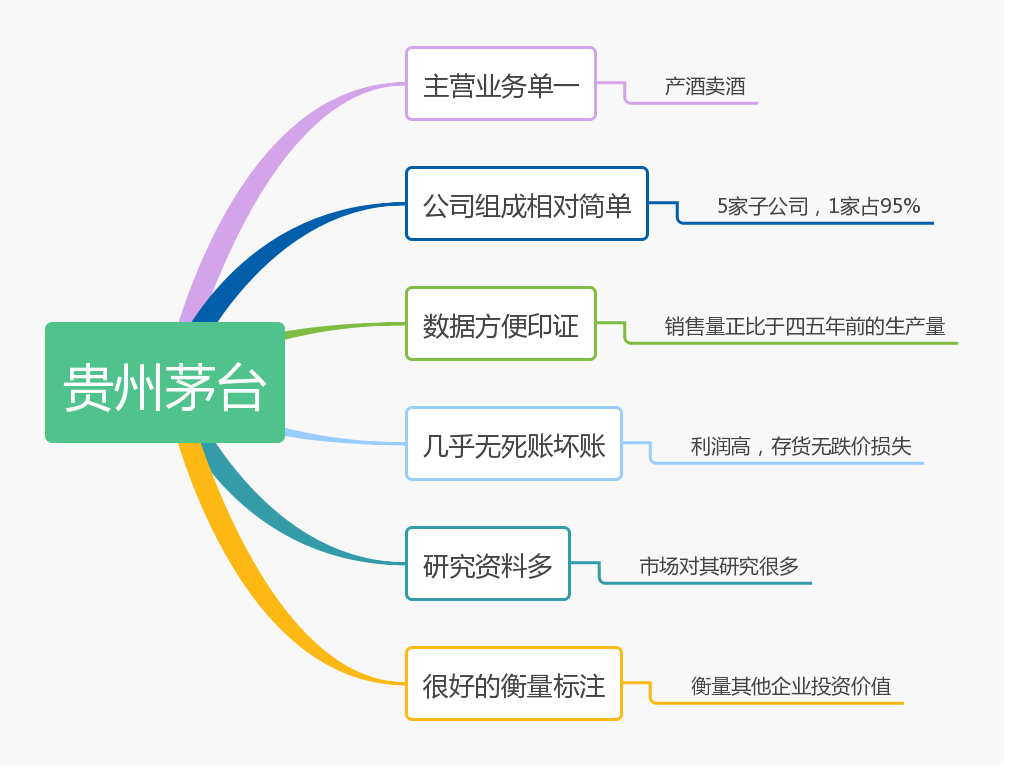 贵州茅台
主营业务单一
产酒卖酒
公司组成相对简单
5家子公司，1家占95%
数据方便印证
销售量正比于四五年前的生产量
几乎无死账坏账
利润高，存货无跌价损失
研究资料多
市场对其研究很多
很好的衡量标注
衡量其他企业投资价值